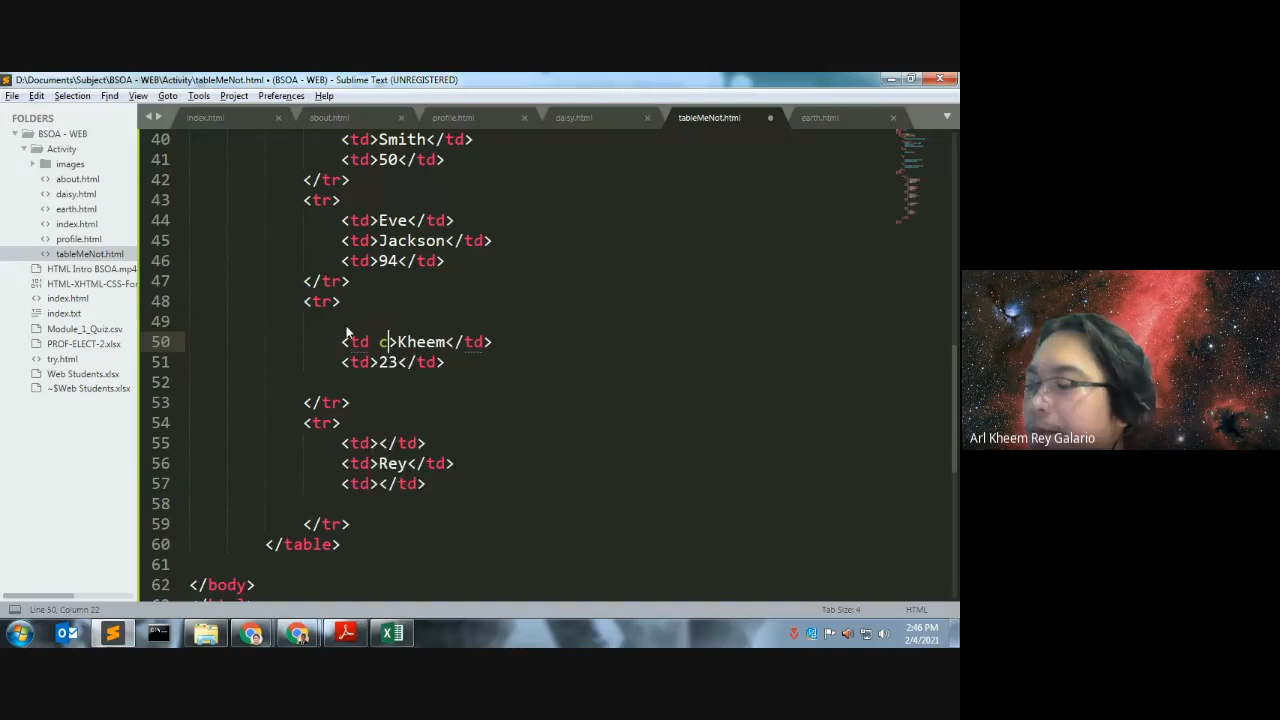 D:\Documents\Subject\BSOA - WEB\Activity\tableMeNot.html • (BSOA - WEB) - Sublime Text (UNREGISTERED)
File Edit Selection Find View Goto Tools Project Preferences Help
FOLDERS
BSOA - WEB
Activity
images
about.html
daisy.html
earth.html
index.html
profile.html
tableMeNot.html
HTML Intro BSOA.mp4
HTML-XHTML-CSS-For
index.html
index.txt
Module_1_Quiz.csv
PROF-ELECT-2.xlsx
try.html
Web Students.xlsx
~$Web Students.xlsx
index.html × about.html × profile.html × daisy.html × tableMeNot.html • earth.html ×
40 <td>Smith</td>
41 <td>50</td>
42 </tr>
43 <tr>
44 <td>Eve</td>
45 <td>Jackson</td>
46 <td>94</td>
47 </tr>
48 <tr>
49
50 <td c>Kheem</td>
51 <td>23</td>
52
53 </tr>
54 <tr>
55 <td></td>
56 <td>Rey</td>
57 <td></td>
58
59 </tr>
60 </table>
61
62 </body>
Line 50, Column 22
Tab Size: 4
HTML
2:46 PM
2/4/2021
Arl Kheem Rey Galario